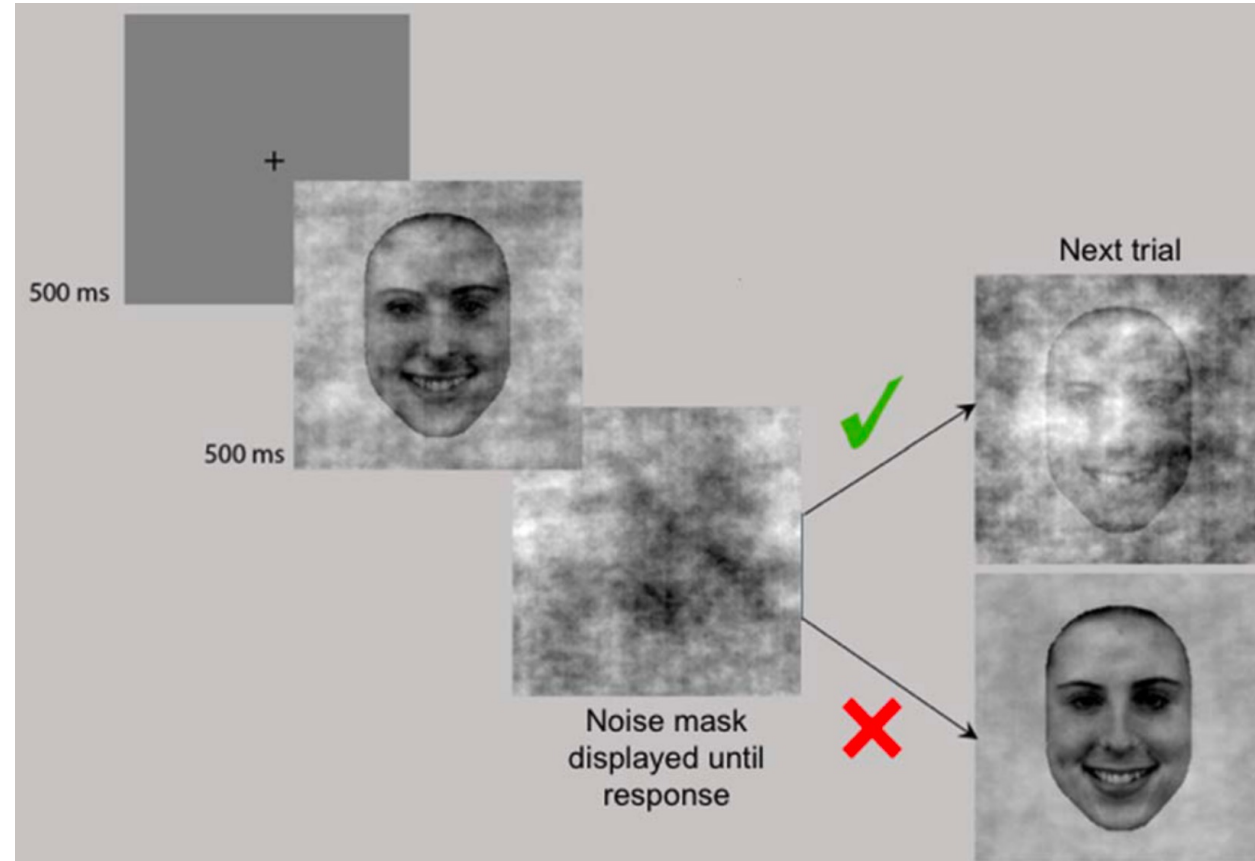 500 ms
500 ms
Noise mask
displayed until
response
Next trial